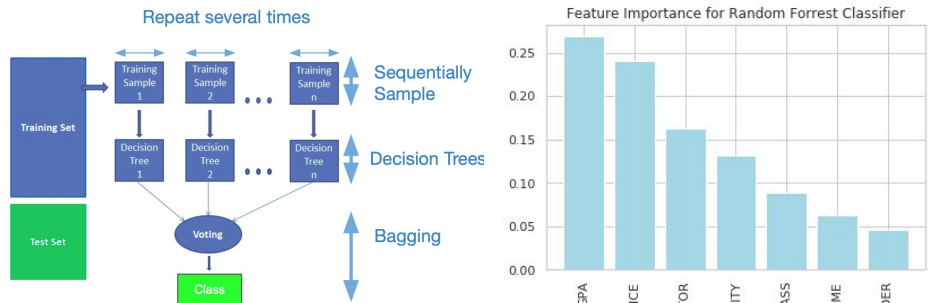 Repeat several times
Training Set
Training
Sample
1
Training
Sample
2
Training
Sample
n
Sequentially
Sample
Decision
Tree
1
Decision
Tree
2
Decision
Tree
n
Decision Trees
Voting
Bagging
Test Set
Class
Feature Importance for Random Forrest Classifier
0.25
0.20
0.15
0.10
0.05
0.00
GPA
ICE
TOR
ITY
ASS
ME
DER